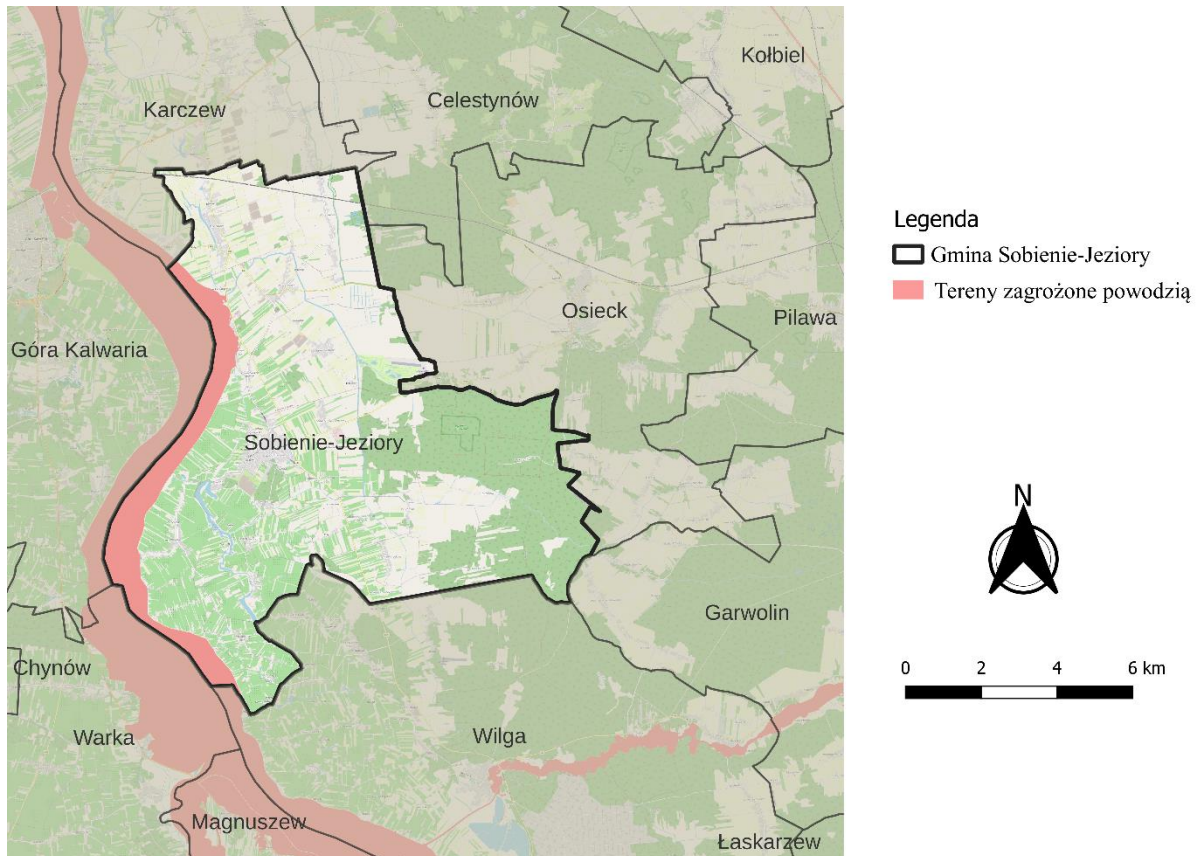 Kołbiel
Celestynów
Karczew
Osieck
Pilawa
Góra Kalwaria
Sobienie-Jeziory
Garwolin
Chynów
Warka
Wilga
Magnuszew
Łaskarzew
Legenda
Gmina Sobienie-Jeziory
Tereny zagrożone powodzią
N
0 2 4 6 km